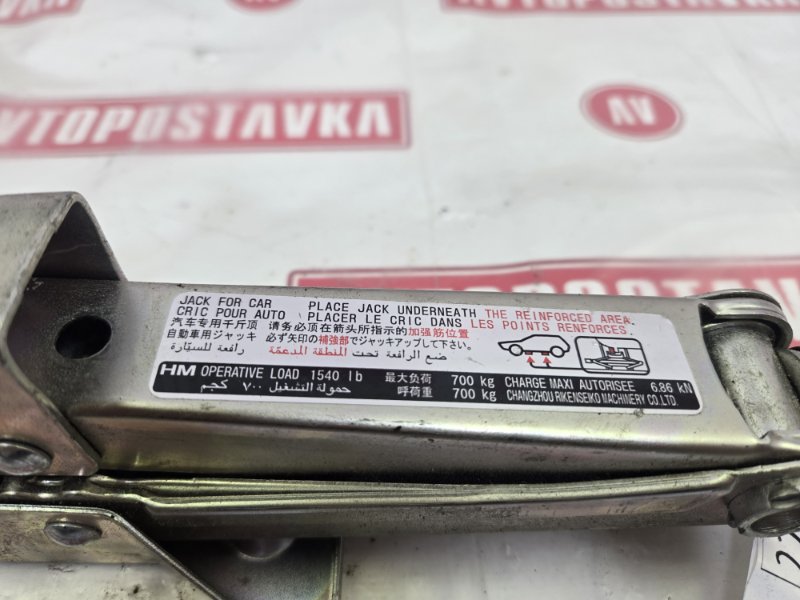 AVTOPOSTAVKA
AV
AVTOPOSTAVKA
JACK FOR CAR PLACE JACK UNDERNEATH THE REINFORCED AREA.
CRIC POUR AUTO PLACER LE CRIC DANS LES POINTS RENFORCES.
汽车专用千斤顶 请务必须在箭头所指示的加强筋位置
自動車用ジャッキ 必ず矢印の補強部でジャッキアップして下さい。
رافعة للسيّارة ضع الرافعة تحت المنطقة المدعمّة
HM OPERATIVE LOAD 1540 lb 最大负荷 700 kg CHARGE MAXI AUTORISEE 6.86 kN
حمولة التشغيل ٧٠٠ كجم 呼荷重 700 kg CHANGZHOU RIKENSEIKO MACHINERY CO.,LTD.